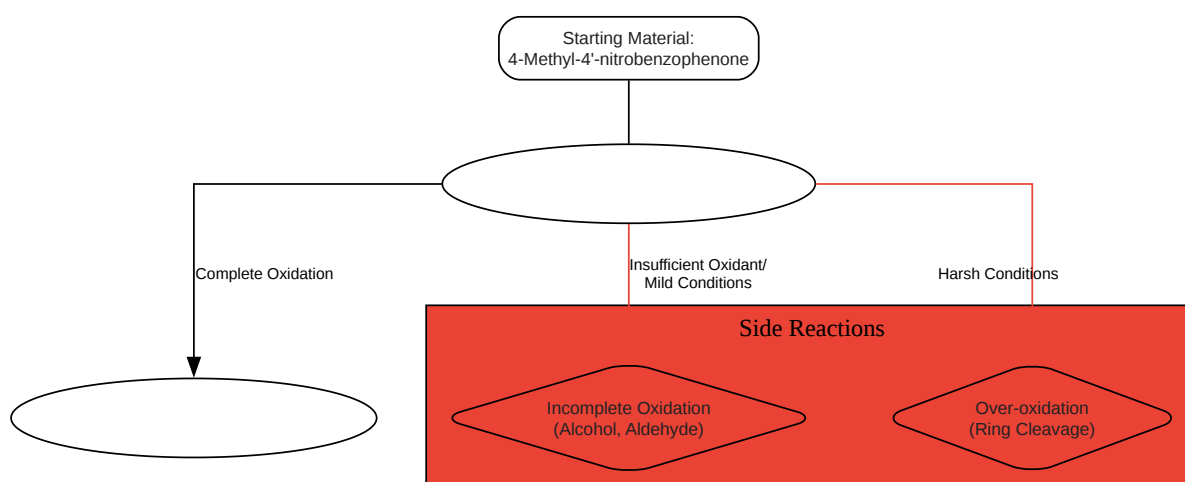 Starting Material:
4-Methyl-4'-nitrobenzophenone
Complete Oxidation
Insufficient Oxidant/
Mild Conditions
Harsh Conditions
Side Reactions
Incomplete Oxidation
(Alcohol, Aldehyde)
Over-oxidation
(Ring Cleavage)